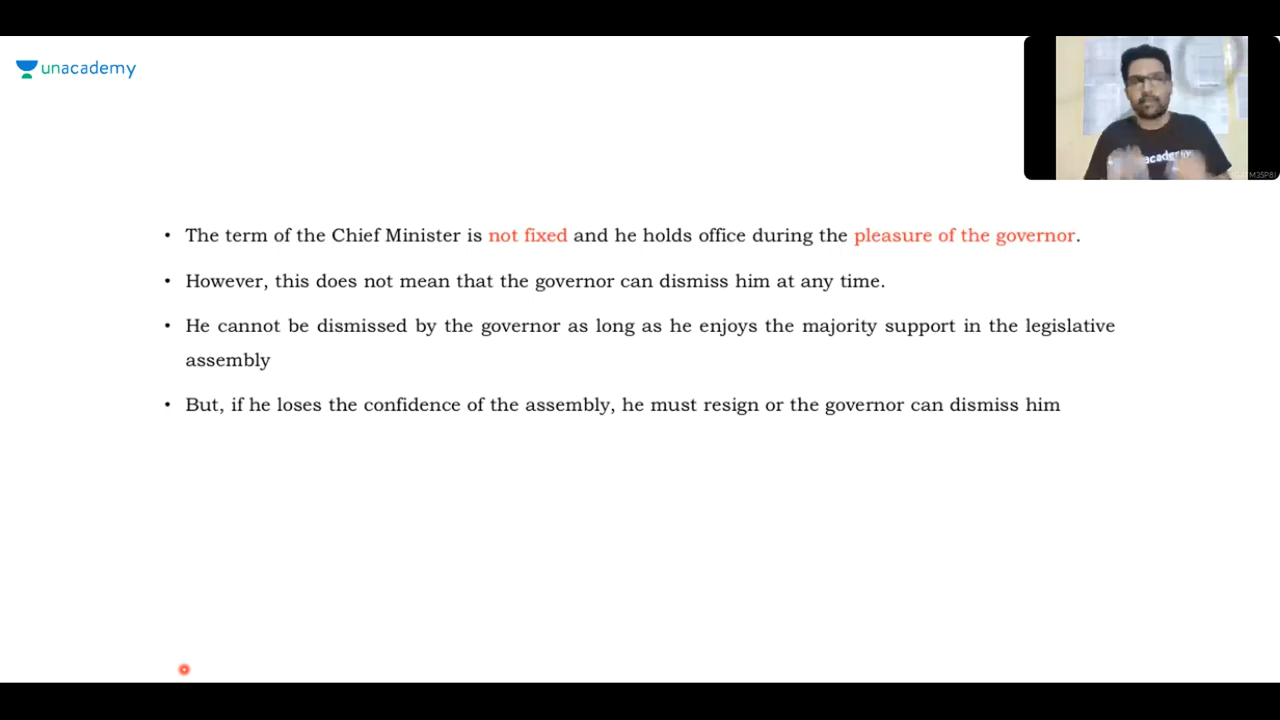 unacademy
• The term of the Chief Minister is not fixed and he holds office during the pleasure of the governor.
• However, this does not mean that the governor can dismiss him at any time.
• He cannot be dismissed by the governor as long as he enjoys the majority support in the legislative
assembly
• But, if he loses the confidence of the assembly, he must resign or the governor can dismiss him